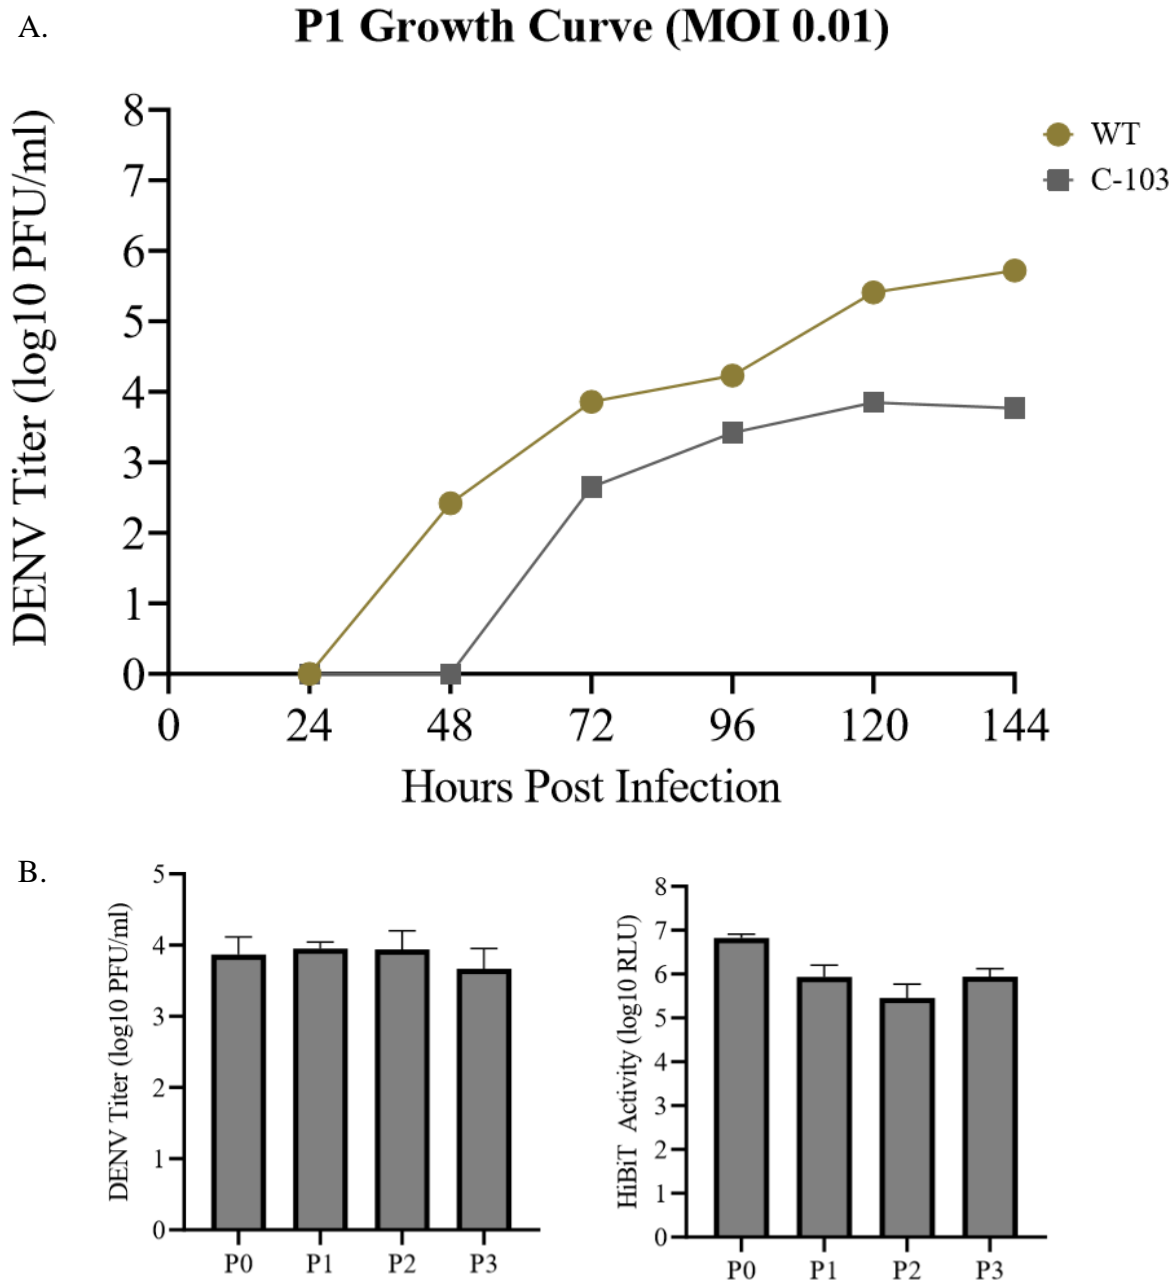 A.
P1 Growth Curve (MOI 0.01)
DENV Titer (log10 PFU/ml)
8
7
6
5
4
3
2
1
0
0 24 48 72 96 120 144
Hours Post Infection
WT
C-103
B.
DENV Titer (log10 PFU/ml)
5
4
3
2
1
0
P0 P1 P2 P3
HiBiT Activity (log10 RLU)
8
7
6
5
4
3
2
1
0
P0 P1 P2 P3